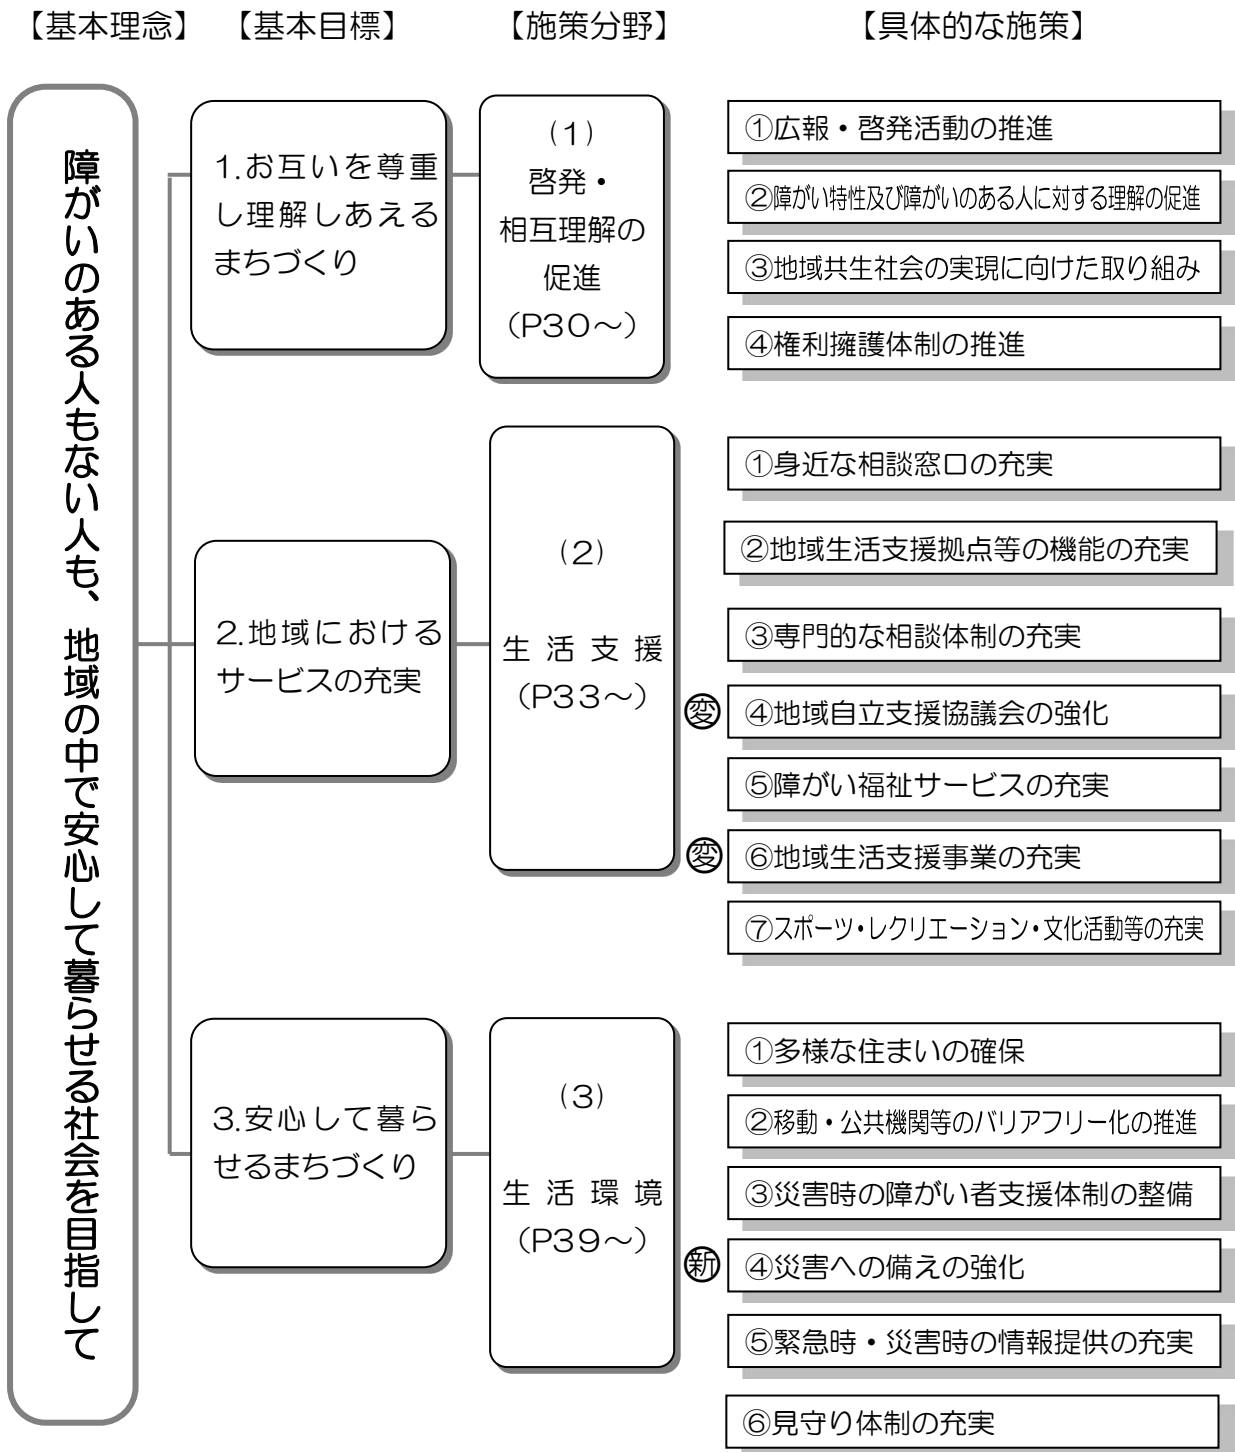 【基本理念】
【基本目標】
【施策分野】
【具体的な施策】
障がいのある人もない人も、地域の中で安心して暮らせる社会を目指して
1.お互いを尊重
し理解しあえる
まちづくり
(1)
啓発・
相互理解の
促進
(P30～)
①広報・啓発活動の推進
②障がい特性及び障がいのある人に対する理解の促進
③地域共生社会の実現に向けた取り組み
④権利擁護体制の推進
2.地域における
サービスの充実
(2)
生活支援
(P33～)
①身近な相談窓口の充実
②地域生活支援拠点等の機能の充実
③専門的な相談体制の充実
変 ④地域自立支援協議会の強化
⑤障がい福祉サービスの充実
変 ⑥地域生活支援事業の充実
⑦スポーツ・レクリエーション・文化活動等の充実
3.安心して暮ら
せるまちづくり
(3)
生活環境
(P39～)
①多様な住まいの確保
②移動・公共機関等のバリアフリー化の推進
③災害時の障がい者支援体制の整備
新 ④災害への備えの強化
⑤緊急時・災害時の情報提供の充実
⑥見守り体制の充実